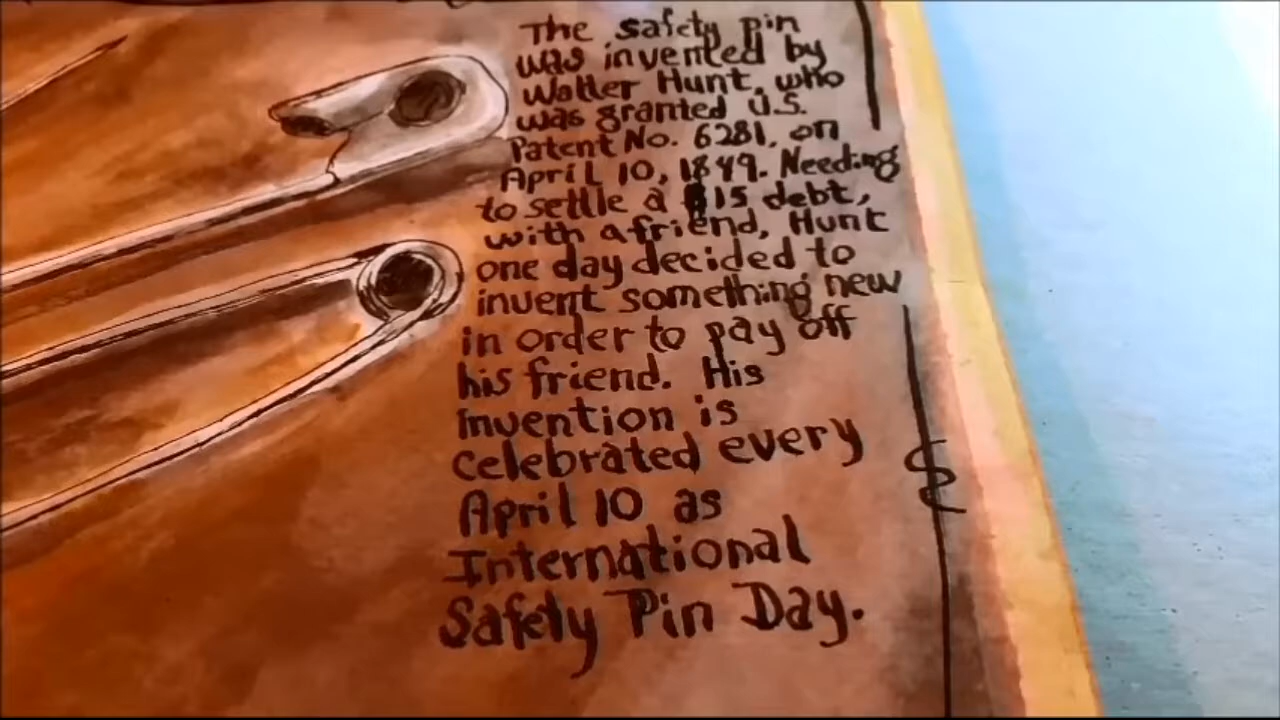 The safety pin
was invented by
Walter Hunt, who
was granted U.S.
Patent No. 6281, on
April 10, 1849. Needing
to settle a $15 debt,
with a friend, Hunt
one day decided to
invent something new
in order to pay off
his friend. His
invention is
celebrated every
April 10 as
International
Safety Pin Day.